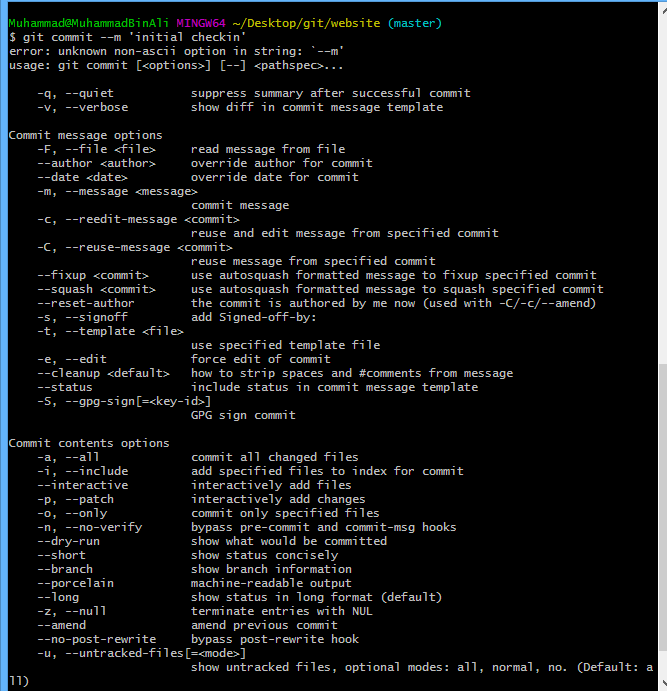 Muhammad@MuhammadBinAli MINGW64 ~/Desktop/git/website (master)
$ git commit --m 'initial checkin'
error: unknown non-ascii option in string: `--m'
usage: git commit [<options>] [--] <pathspec>...
-q, --quiet suppress summary after successful commit
-v, --verbose show diff in commit message template
Commit message options
-F, --file <file> read message from file
--author <author> override author for commit
--date <date> override date for commit
-m, --message <message>
commit message
-c, --reedit-message <commit>
reuse and edit message from specified commit
-C, --reuse-message <commit>
reuse message from specified commit
--fixup <commit> use autosquash formatted message to fixup specified commit
--squash <commit> use autosquash formatted message to squash specified commit
--reset-author the commit is authored by me now (used with -C/-c/--amend)
-s, --signoff add Signed-off-by:
-t, --template <file>
use specified template file
-e, --edit force edit of commit
--cleanup <default> how to strip spaces and #comments from message
--status include status in commit message template
-S, --gpg-sign[=<key-id>]
GPG sign commit
Commit contents options
-a, --all commit all changed files
-i, --include add specified files to index for commit
--interactive interactively add files
-p, --patch interactively add changes
-o, --only commit only specified files
-n, --no-verify bypass pre-commit and commit-msg hooks
--dry-run show what would be committed
--short show status concisely
--branch show branch information
--porcelain machine-readable output
--long show status in long format (default)
-z, --null terminate entries with NUL
--amend amend previous commit
--no-post-rewrite bypass post-rewrite hook
-u, --untracked-files[=<mode>]
show untracked files, optional modes: all, normal, no. (Default: a
ll)